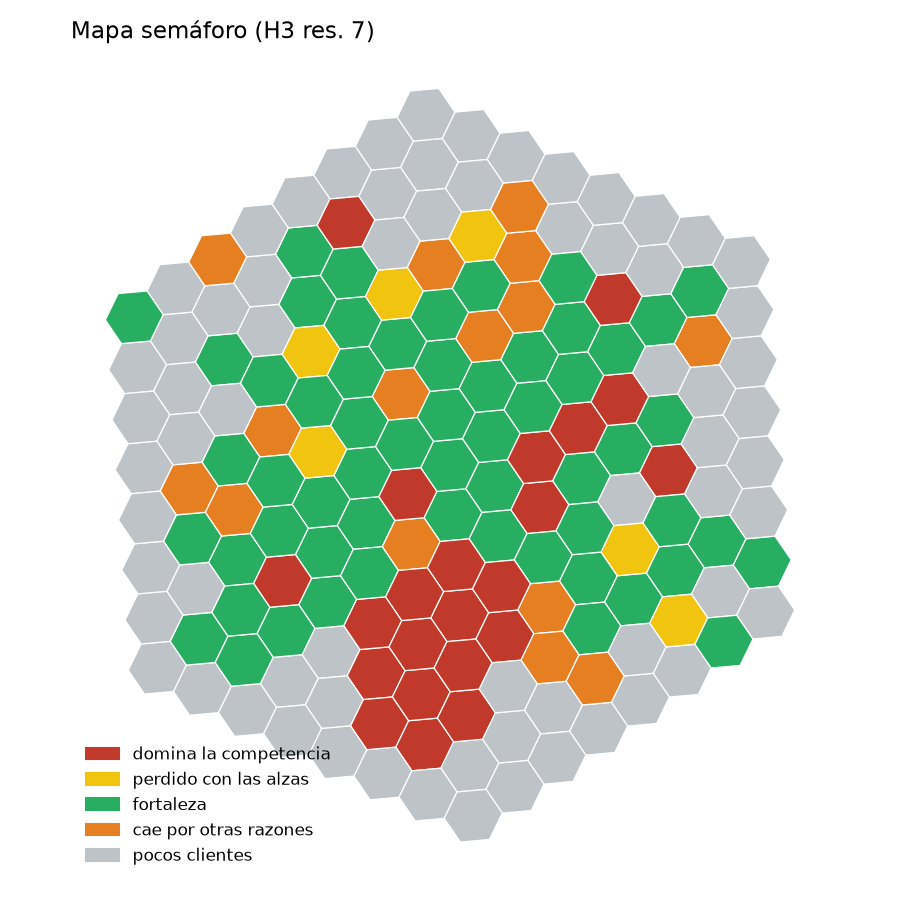 Mapa semáforo (H3 res. 7)
domina la competencia
perdido con las alzas
fortaleza
cae por otras razones
pocos clientes